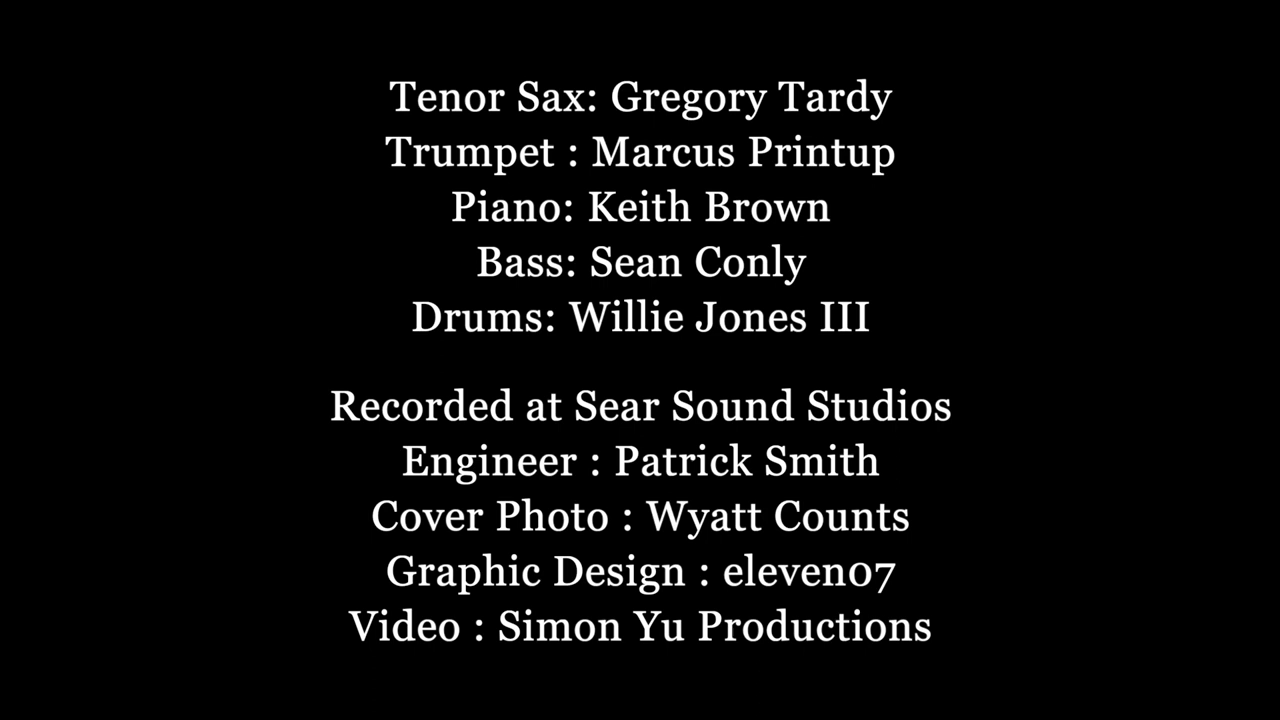 Tenor Sax: Gregory Tardy
Trumpet : Marcus Printup
Piano: Keith Brown
Bass: Sean Conly
Drums: Willie Jones III
Recorded at Sear Sound Studios
Engineer : Patrick Smith
Cover Photo : Wyatt Counts
Graphic Design : eleven07
Video : Simon Yu Productions